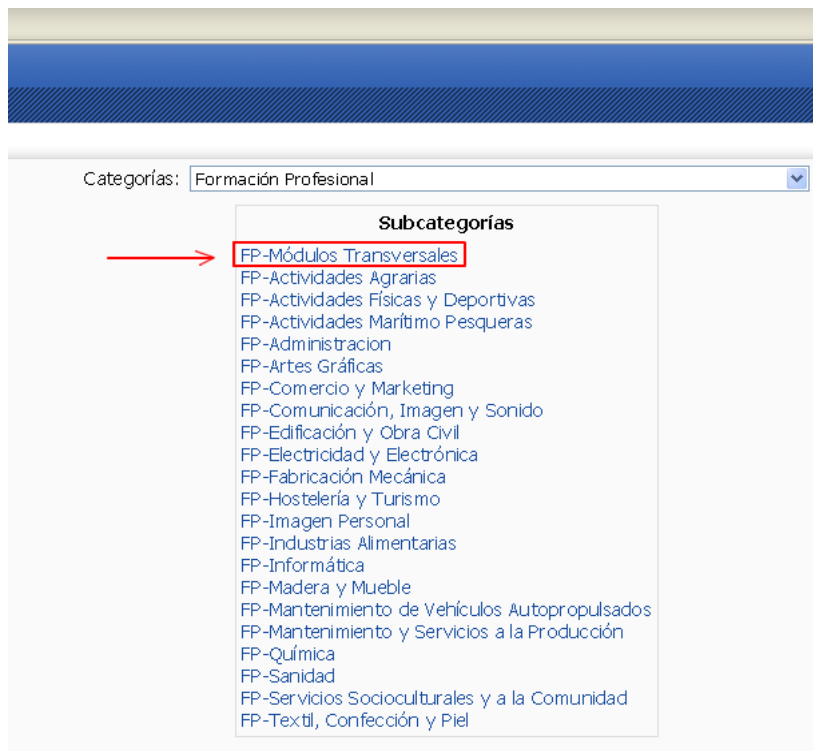 Categorías: Formación Profesional
Subcategorías
FP-Módulos Transversales
FP-Actividades Agrarias
FP-Actividades Físicas y Deportivas
FP-Actividades Marítimo Pesqueras
FP-Administracion
FP-Artes Gráficas
FP-Comercio y Marketing
FP-Comunicación, Imagen y Sonido
FP-Edificación y Obra Civil
FP-Electricidad y Electrónica
FP-Fabricación Mecánica
FP-Hostelería y Turismo
FP-Imagen Personal
FP-Industrias Alimentarias
FP-Informática
FP-Madera y Mueble
FP-Mantenimiento de Vehículos Autopropulsados
FP-Mantenimiento y Servicios a la Producción
FP-Química
FP-Sanidad
FP-Servicios Socioculturales y a la Comunidad
FP-Textil, Confección y Piel